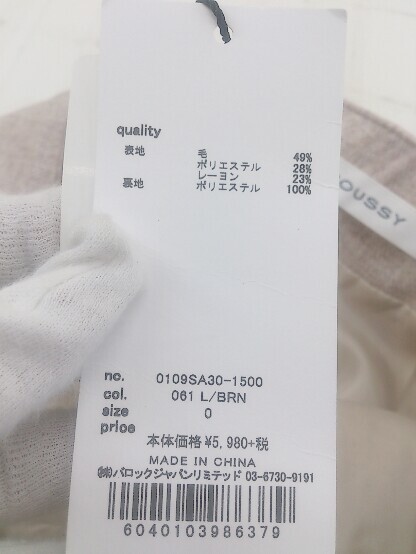 quality
表地 毛 49%
ポリエステル 28%
レーヨン 23%
裏地 ポリエステル 100%
OUSSY
no. 0109SA30-1500
col. 061 L/BRN
size 0
price
本体価格 ¥5,980+税
MADE IN CHINA
㈱バロックジャパンリミテッド 03-6730-9191
6040103986379